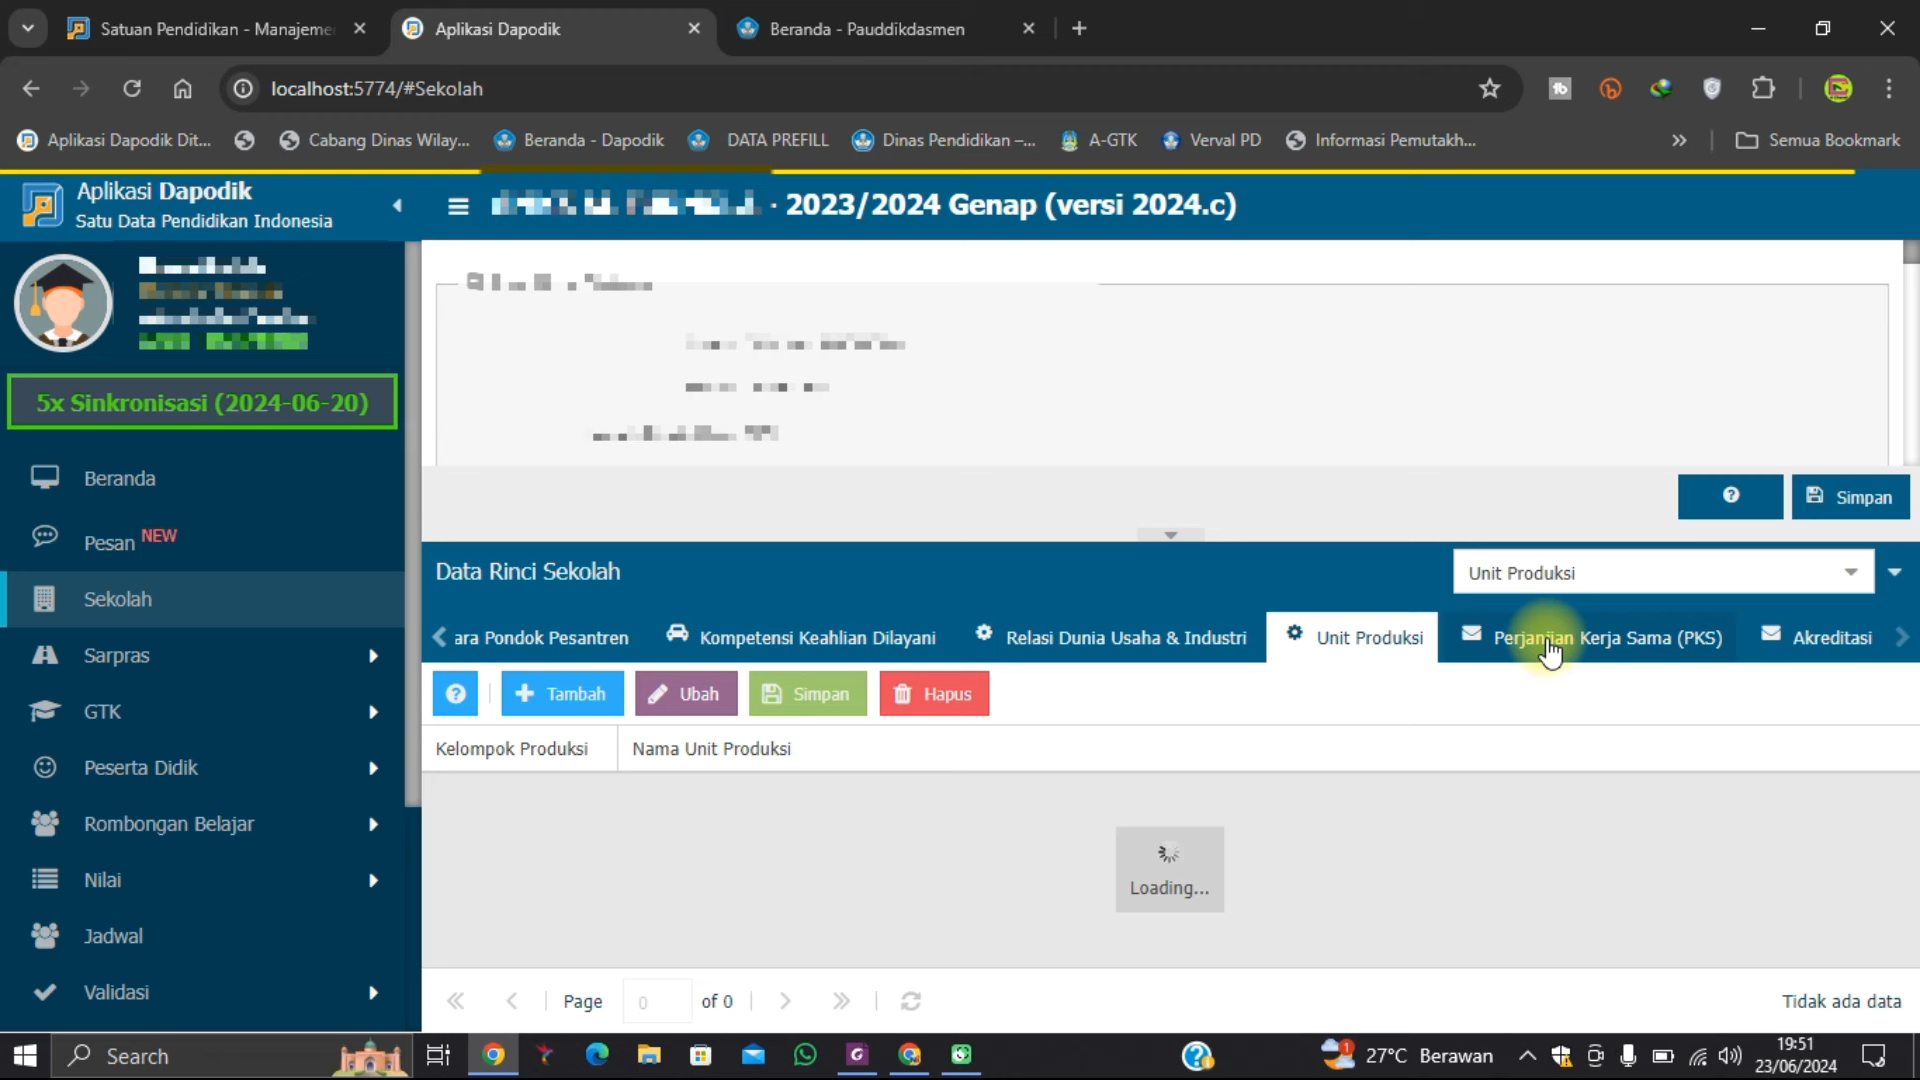 Satuan Pendidikan - Manajeme
Aplikasi Dapodik
Beranda - Pauddikdasmen
localhost:5774/#Sekolah
Aplikasi Dapodik Dit...
Cabang Dinas Wilay...
Beranda - Dapodik
DATA PREFILL
Dinas Pendidikan –...
A-GTK
Verval PD
Informasi Pemutakh...
Semua Bookmark
Aplikasi Dapodik
Satu Data Pendidikan Indonesia
· 2023/2024 Genap (versi 2024.c)
5x Sinkronisasi (2024-06-20)
Beranda
Pesan NEW
Sekolah
Sarpras
GTK
Peserta Didik
Rombongan Belajar
Nilai
Jadwal
Validasi
Simpan
Data Rinci Sekolah
Unit Produksi
ara Pondok Pesantren
Kompetensi Keahlian Dilayani
Relasi Dunia Usaha & Industri
Unit Produksi
Perjanjian Kerja Sama (PKS)
Akreditasi
Tambah
Ubah
Simpan
Hapus
Kelompok Produksi
Nama Unit Produksi
Loading...
Page 0 of 0
Tidak ada data
Search
27°C Berawan
19:51
23/06/2024